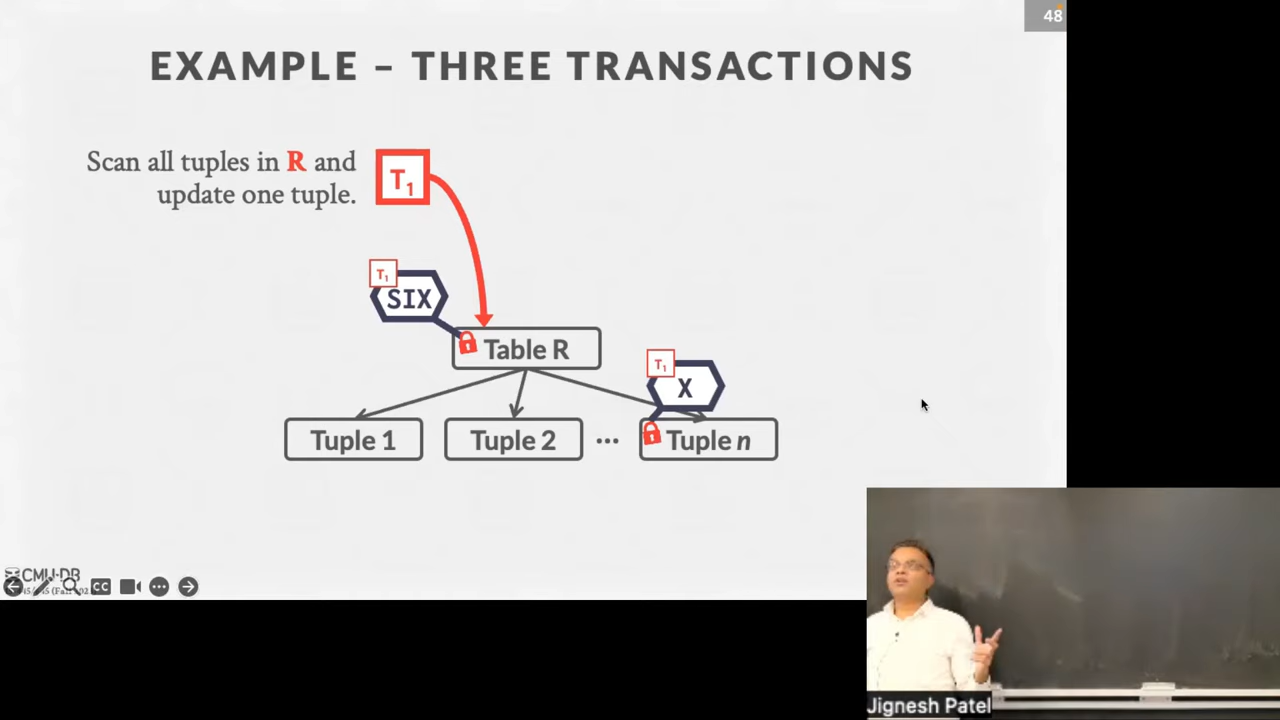 48
EXAMPLE – THREE TRANSACTIONS
Scan all tuples in R and
update one tuple.
T1
T1
SIX
Table R
T1
X
Tuple 1
Tuple 2
...
Tuple n
CMU-DB
CC
Jignesh Patel